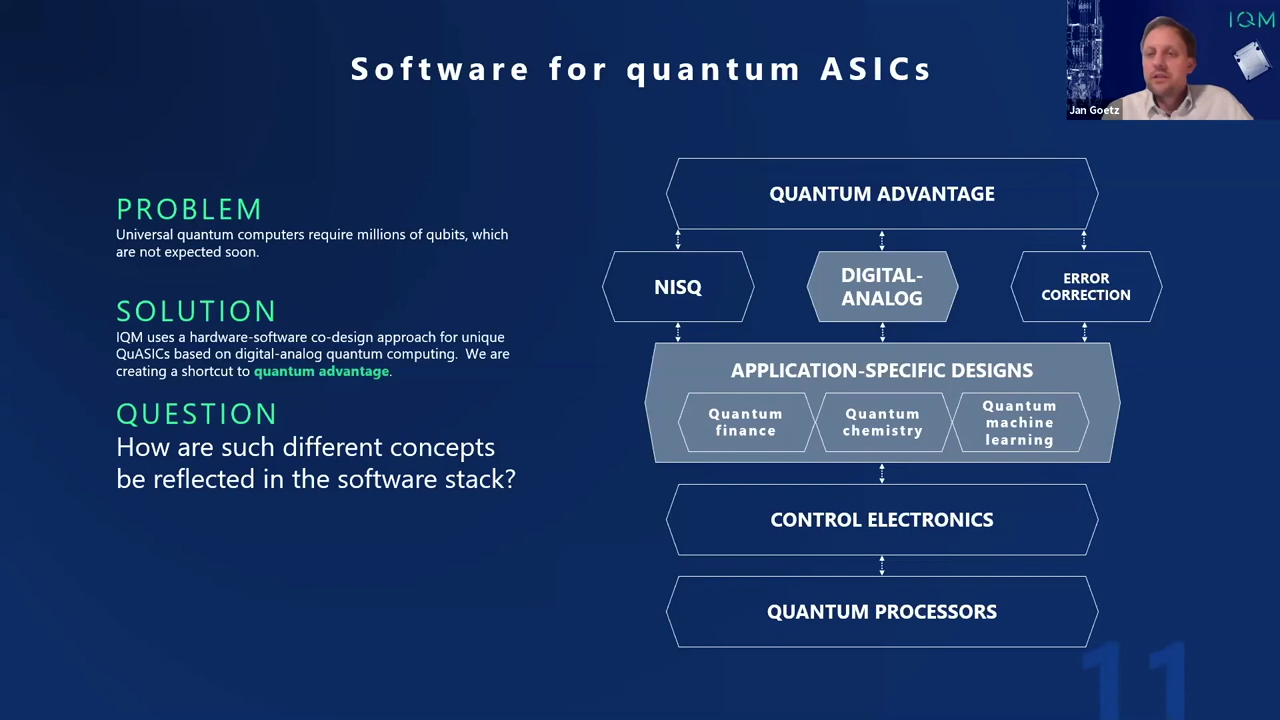 Software for quantum ASICs
IQM
Jan Goetz
PROBLEM
Universal quantum computers require millions of qubits, which
are not expected soon.
SOLUTION
IQM uses a hardware-software co-design approach for unique
QuASICs based on digital-analog quantum computing. We are
creating a shortcut to quantum advantage.
QUESTION
How are such different concepts
be reflected in the software stack?
QUANTUM ADVANTAGE
NISQ
DIGITAL-
ANALOG
ERROR
CORRECTION
APPLICATION-SPECIFIC DESIGNS
Quantum
finance
Quantum
chemistry
Quantum
machine
learning
CONTROL ELECTRONICS
QUANTUM PROCESSORS
11